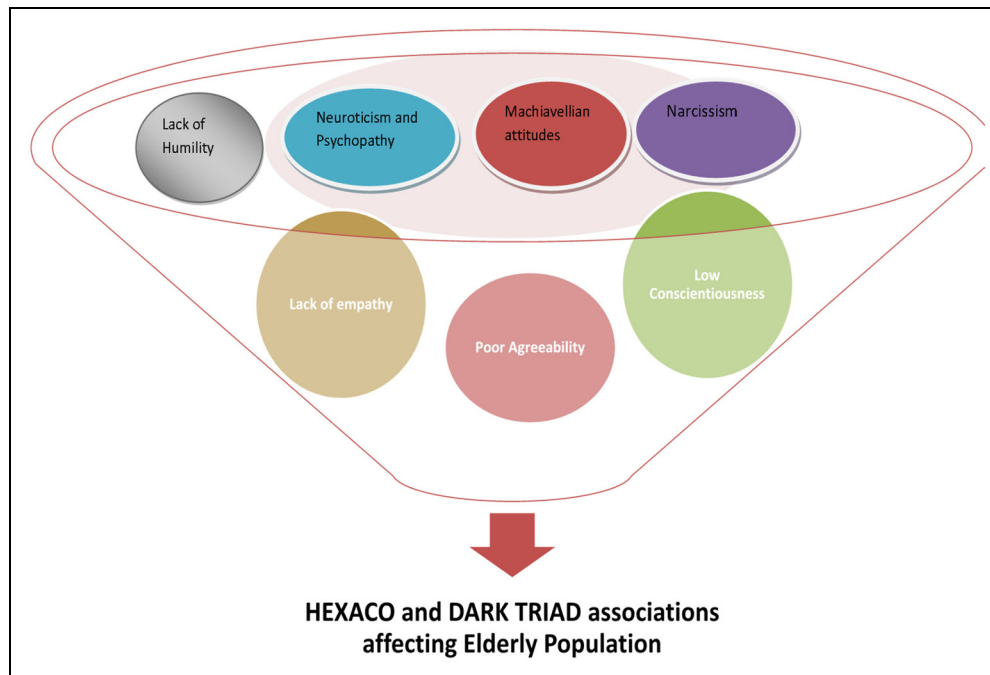 Lack of
Humility
Neuroticism and
Psychopathy
Machiavellian
attitudes
Narcissism
Lack of empathy
Poor Agreeability
Low
Conscientiousness
HEXACO and DARK TRIAD associations
affecting Elderly Population